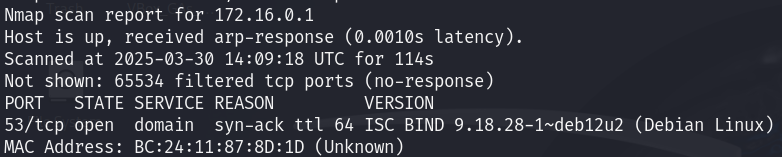 Nmap scan report for 172.16.0.1
Host is up, received arp-response (0.0010s latency).
Scanned at 2025-03-30 14:09:18 UTC for 114s
Not shown: 65534 filtered tcp ports (no-response)
PORT   STATE SERVICE REASON         VERSION
53/tcp open  domain  syn-ack ttl 64 ISC BIND 9.18.28-1~deb12u2 (Debian Linux)
MAC Address: BC:24:11:87:8D:1D (Unknown)